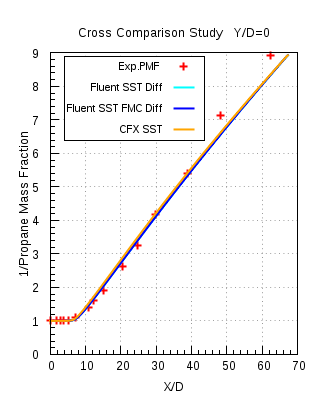 Cross Comparison Study   Y/D=0
Exp.PMF
Fluent SST Diff
Fluent SST FMC Diff
CFX SST
1/Propane Mass Fraction
9
8
7
6
5
4
3
2
1
0
0 10 20 30 40 50 60 70
X/D